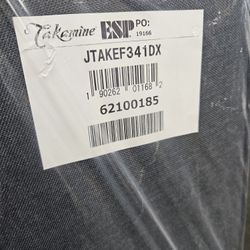 Takamine ESP PO:
19166
JTAKEF341DX
1 90262 01168 2
62100185